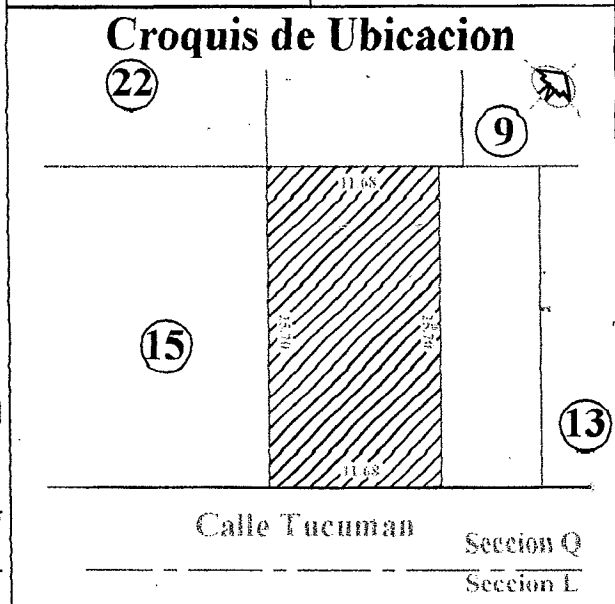 Croquis de Ubicacion
22
9
11.68
15
13
11.68
Calle Tucuman
Seccion Q
Seccion L